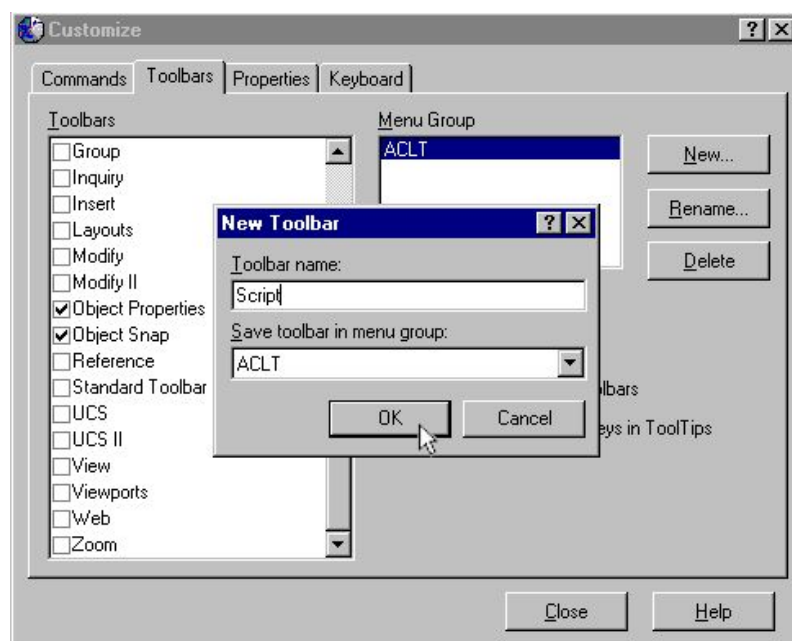 Customize
Commands Toolbars Properties Keyboard
Toolbars
Group
Inquiry
Insert
Layouts
Modify
Modify II
Object Properties
Object Snap
Reference
Standard Toolbar
UCS
UCS II
View
Viewports
Web
Zoom
Menu Group
ACLT
New...
Rename...
Delete
New Toolbar
Toolbar name:
Script
Save toolbar in menu group:
ACLT
OK Cancel
in ToolTips
Close Help